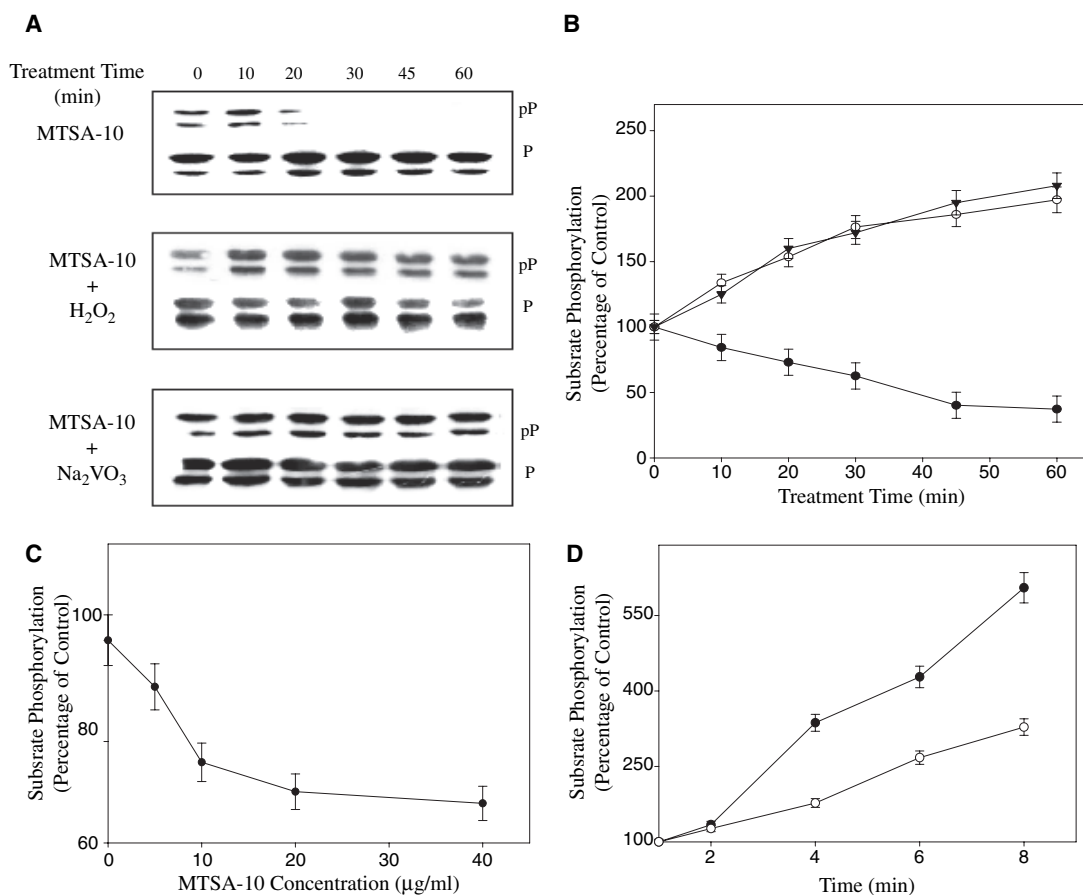 A
Treatment Time (min) 0 10 20 30 45 60
MTSA-10
pP
P
MTSA-10 + H₂O₂
pP
P
MTSA-10 + Na₂VO₃
pP
P
B
Subsrate Phosphorylation
(Percentage of Control)
250
200
150
100
50
0
0 10 20 30 40 50 60
Treatment Time (min)
C
Subsrate Phosphorylation
(Percentage of Control)
100
80
60
0 10 20 30 40
MTSA-10 Concentration (μg/ml)
D
Subsrate Phosphorylation
(Percentage of Control)
550
400
250
100
2 4 6 8
Time (min)